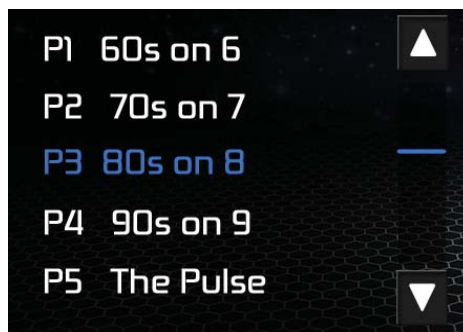 P1 60s on 6
P2 70s on 7
P3 80s on 8
P4 90s on 9
P5 The Pulse